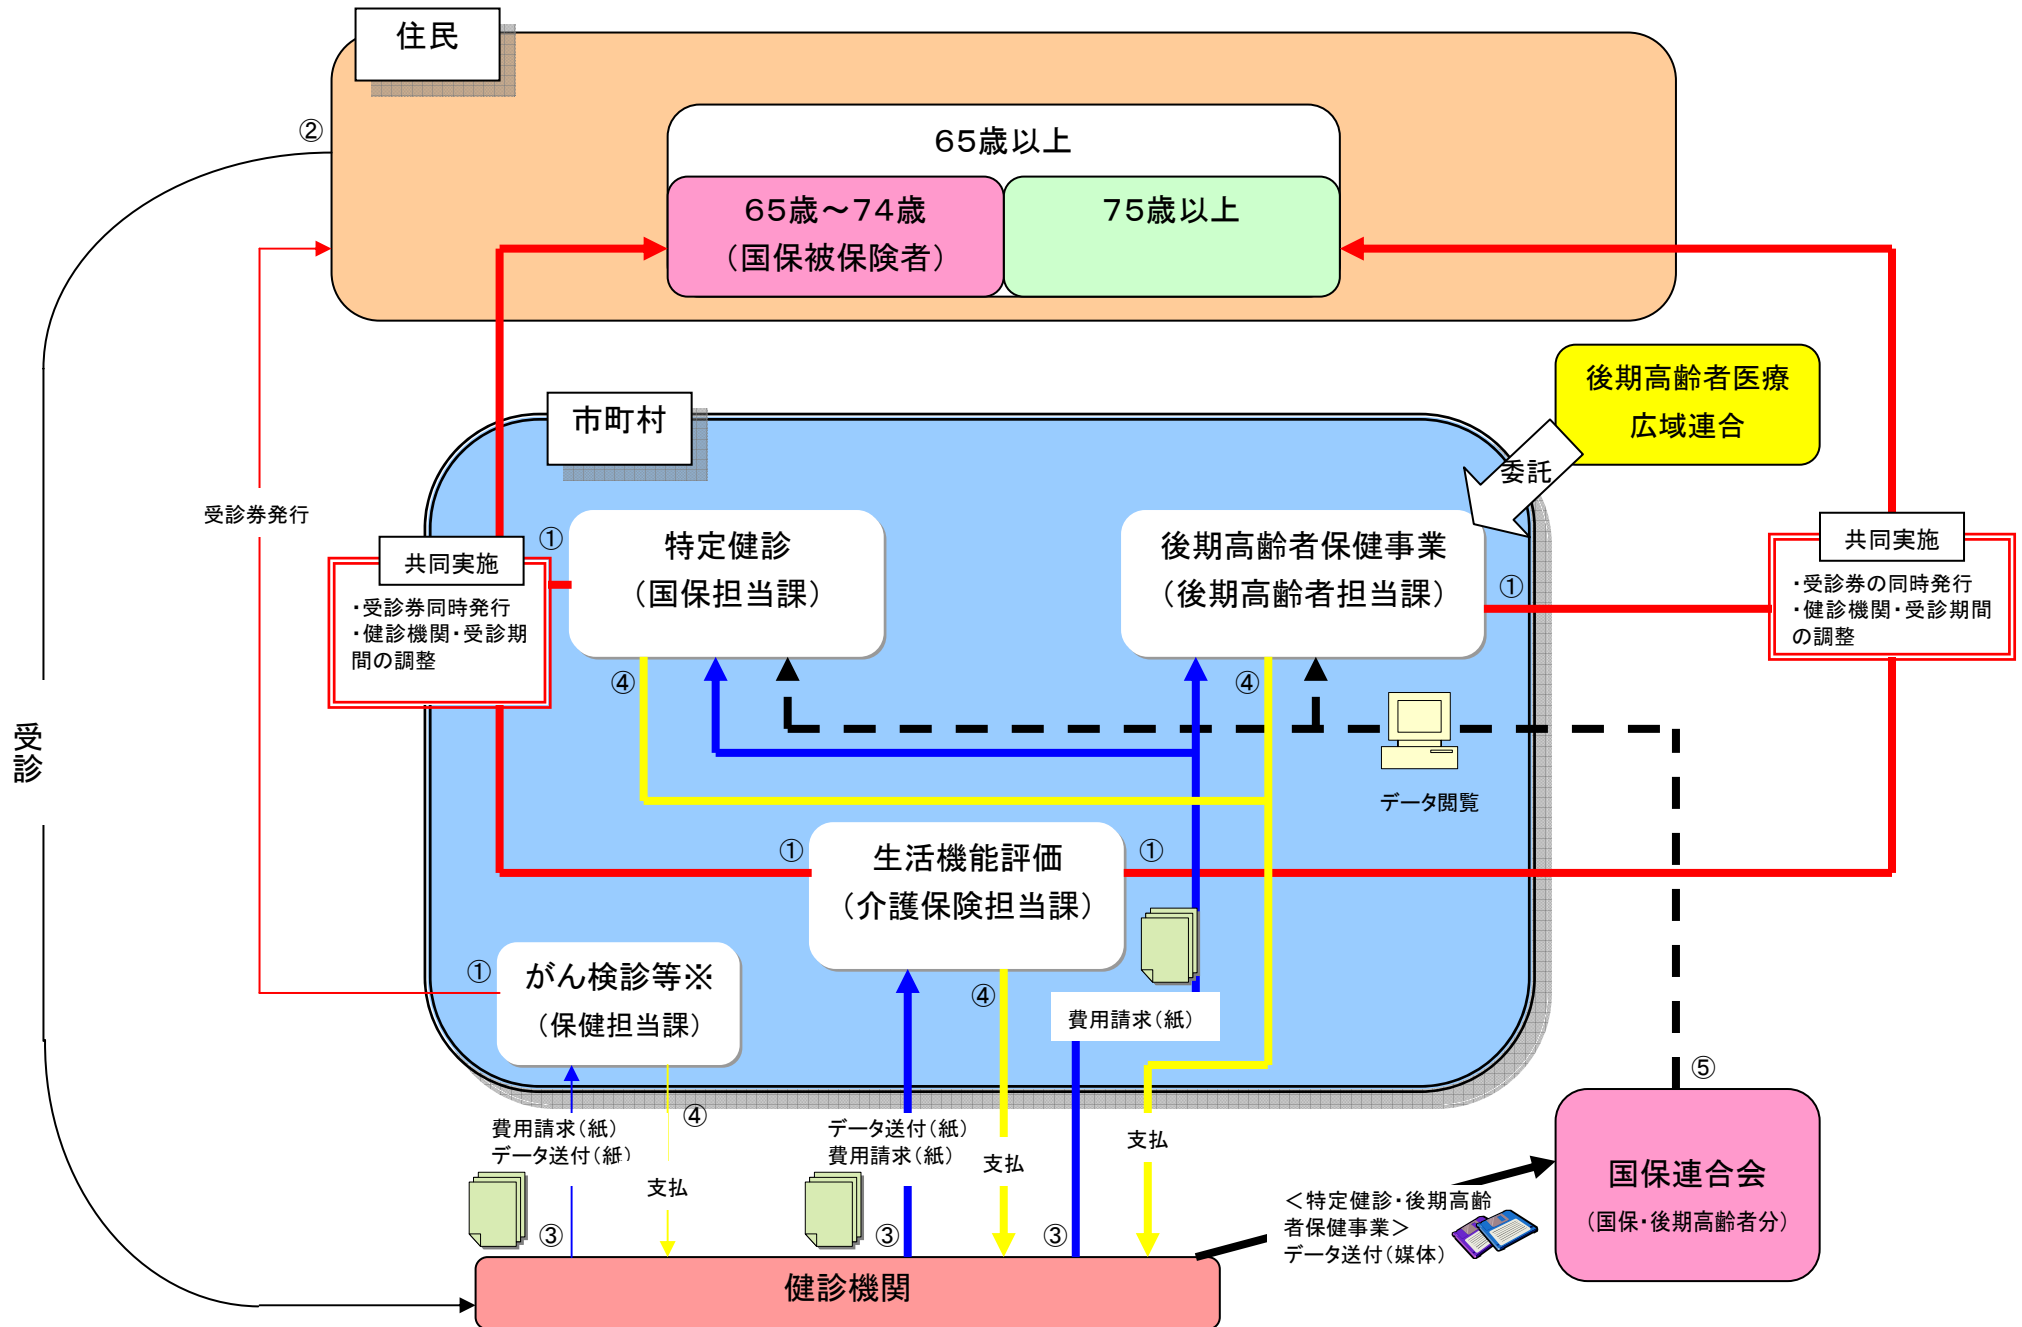 住民
②
65歳以上
65歳～74歳
（国保被保険者）
75歳以上
後期高齢者医療
広域連合
市町村
委託
受診券発行
①
共同実施
・受診券同時発行
・健診機関・受診期
間の調整
特定健診
（国保担当課）
後期高齢者保健事業
（後期高齢者担当課）
①
共同実施
・受診券の同時発行
・健診機関・受診期間
の調整
④
④
受診
データ閲覧
①
生活機能評価
（介護保険担当課）
①
①
がん検診等※
（保健担当課）
④
費用請求（紙）
⑤
費用請求（紙）
データ送付（紙）
④
支払
データ送付（紙）
費用請求（紙）
支払
支払
③
③
③
＜特定健診・後期高齢
者保健事業＞
データ送付（媒体）
国保連合会
（国保・後期高齢者分）
健診機関